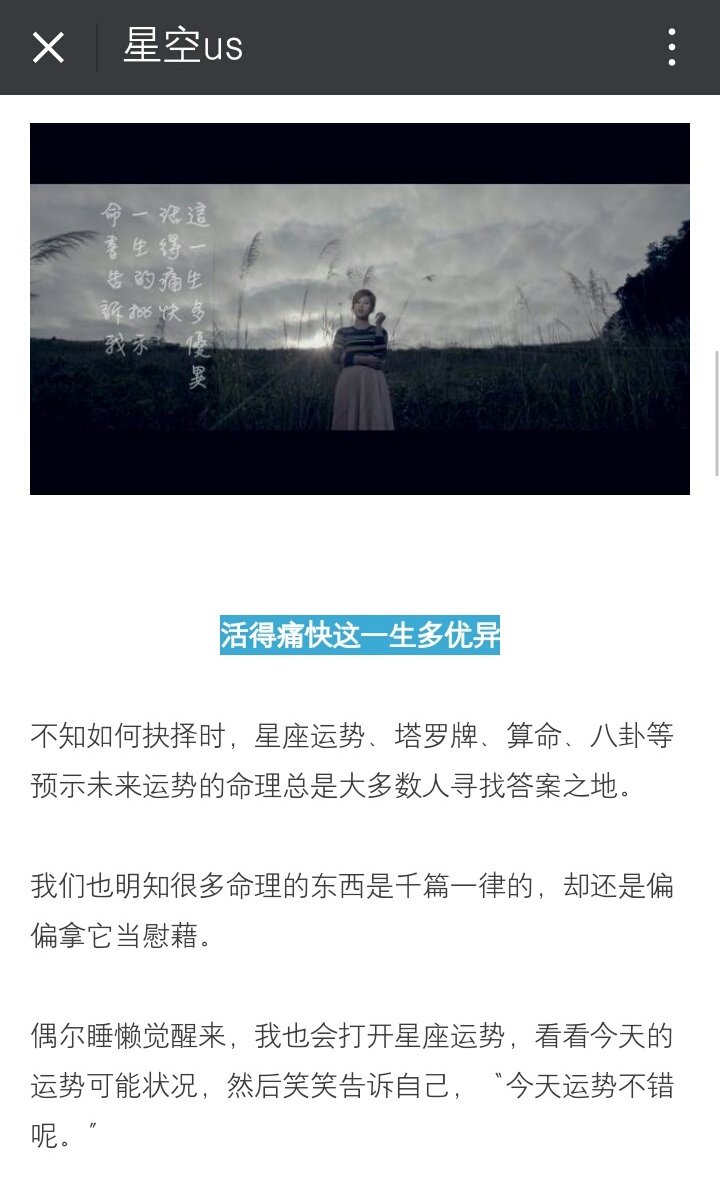 星空us
命書告訴我
一生的批示
活得痛快
這一生多優異
活得痛快这一生多优异
不知如何抉择时，星座运势、塔罗牌、算命、八卦等
预示未来运势的命理总是大多数人寻找答案之地。
我们也明知很多命理的东西是千篇一律的，却还是偏
偏拿它当慰藉。
偶尔睡懒觉醒来，我也会打开星座运势，看看今天的
运势可能状况，然后笑笑告诉自己，〝今天运势不错
呢。〞